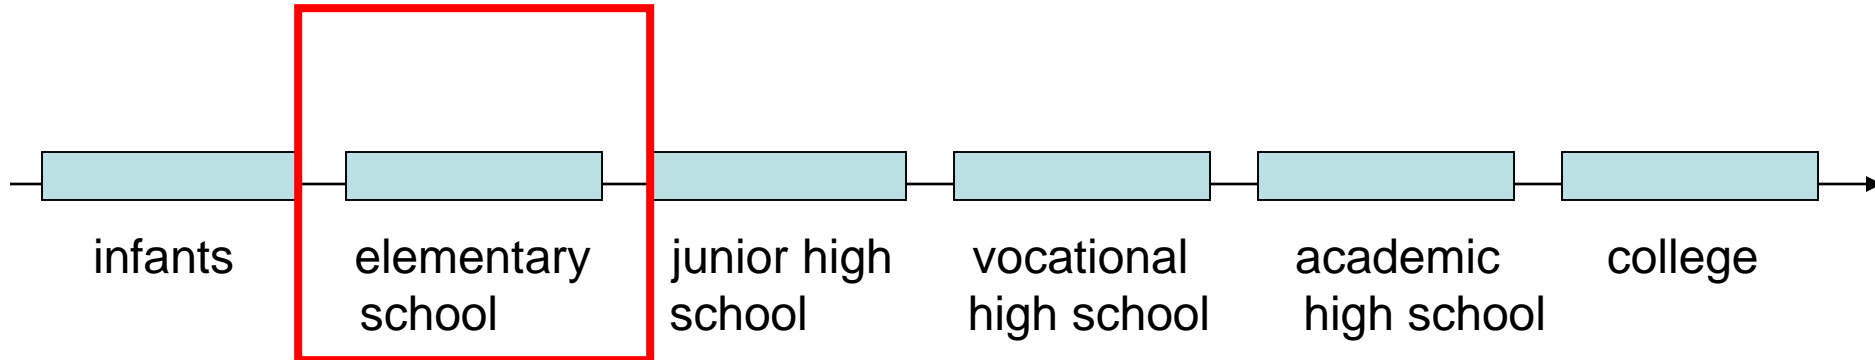 infants
elementary
school
junior high
school
vocational
high school
academic
high school
college